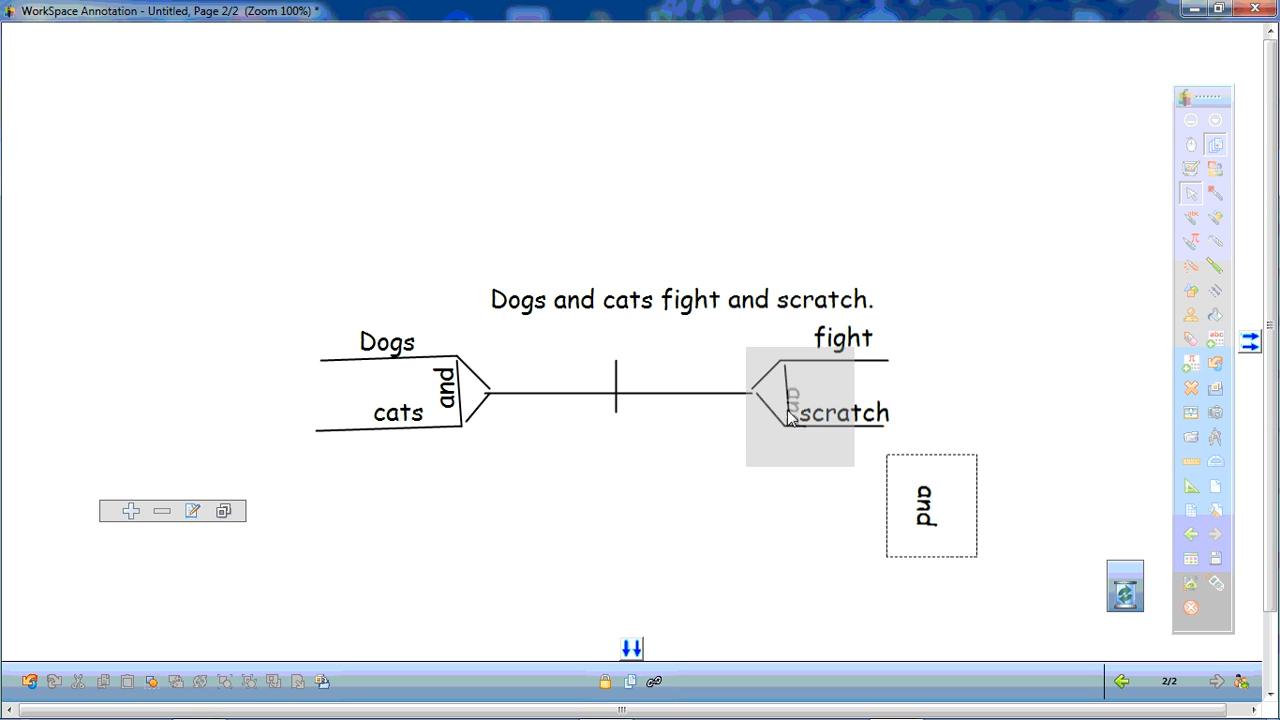 WorkSpace Annotation - Untitled, Page 2/2 (Zoom 100%) *
Dogs and cats fight and scratch.
Dogs
fight
and
cats
scratch
and
2/2